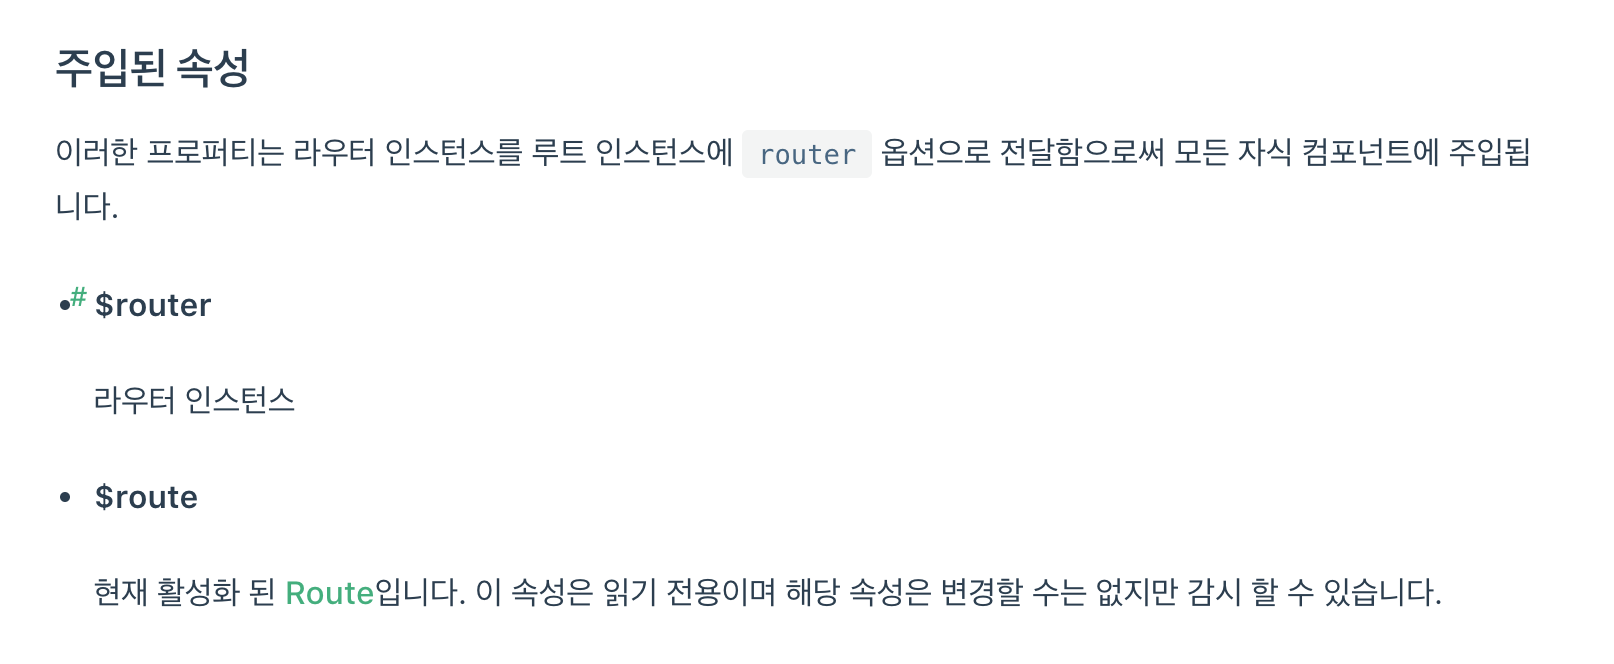 주입된 속성
이러한 프로퍼티는 라우터 인스턴스를 루트 인스턴스에 router 옵션으로 전달함으로써 모든 자식 컴포넌트에 주입됩
니다.
• # $router
라우터 인스턴스
• $route
현재 활성화 된 Route입니다. 이 속성은 읽기 전용이며 해당 속성은 변경할 수는 없지만 감시 할 수 있습니다.